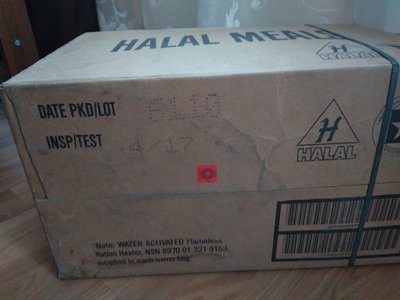 HALAL MEALS
H
HALAL
DATE PKD/LOT 6110
INSP/TEST 4/17
H
HALAL
"Note: WATER ACTIVATED Flameless
Ration Heater, NSN 8970-01-321-9153,
supplied in each menu bag"